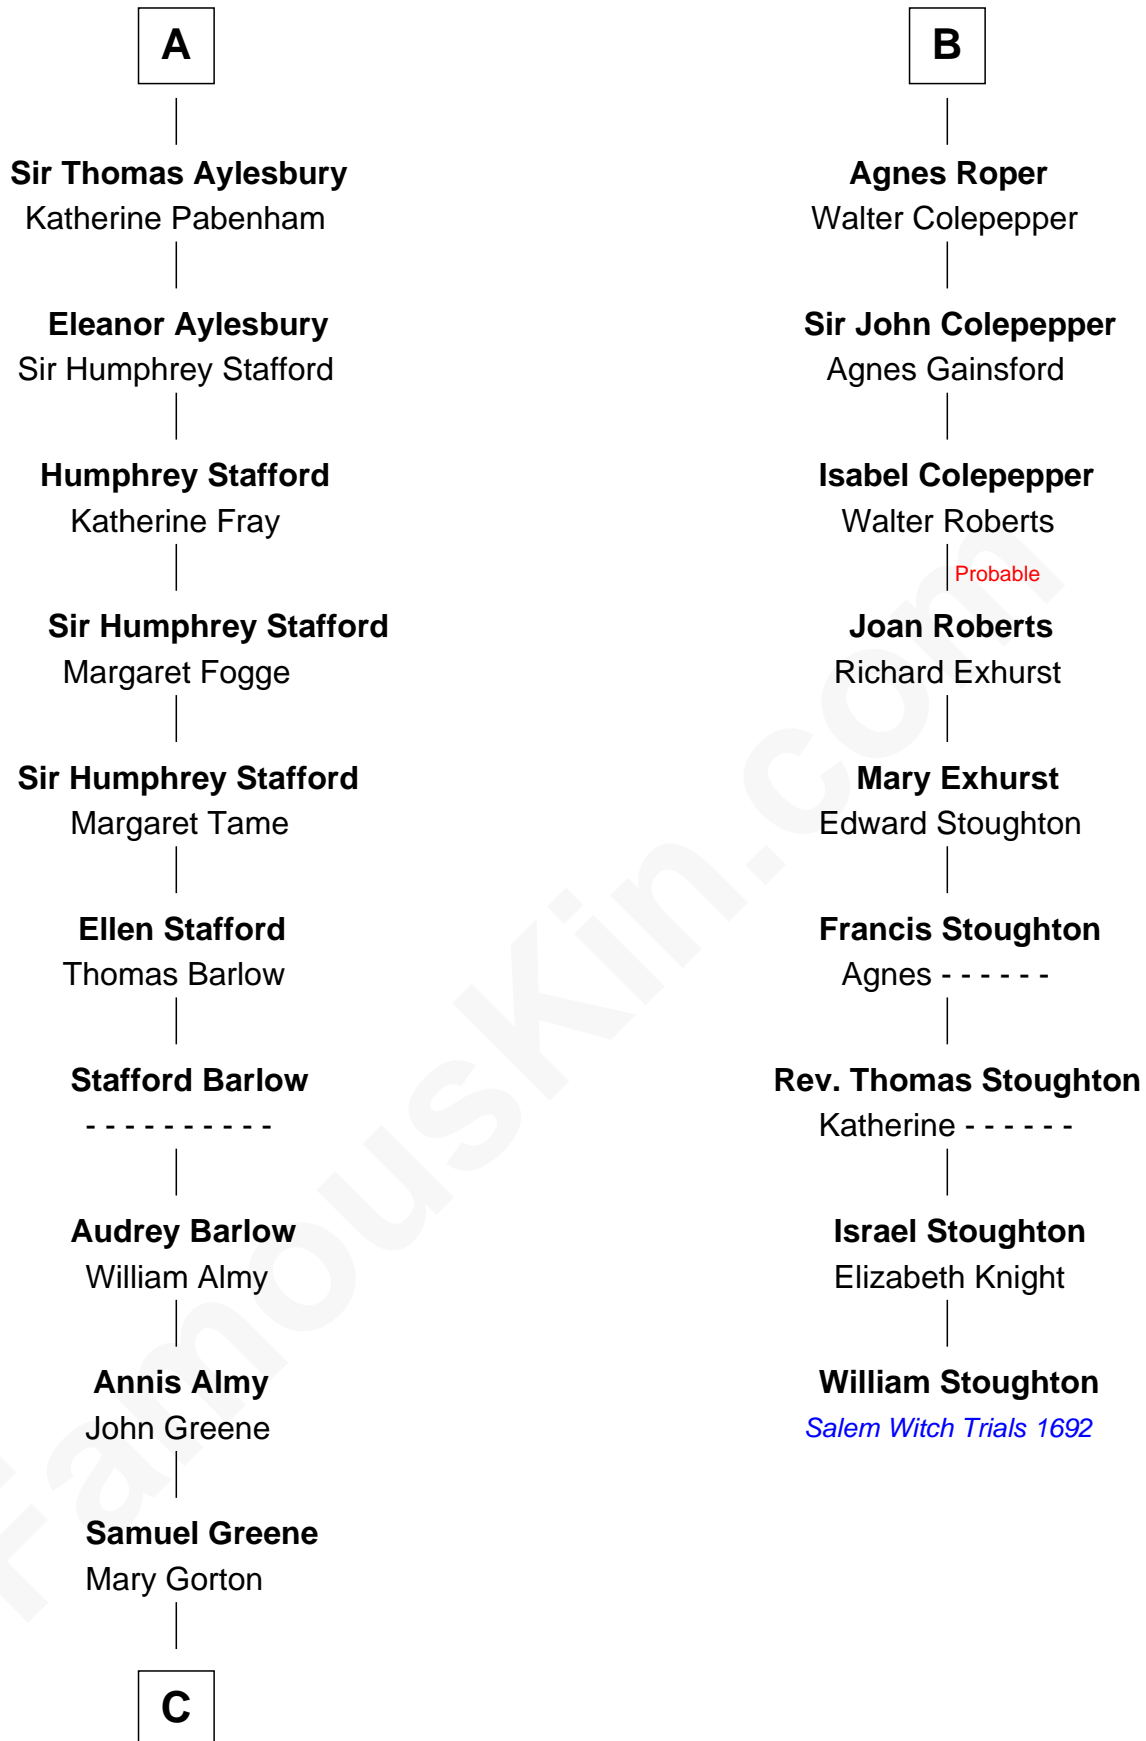 A
Sir Thomas Aylesbury
Katherine Pabenham
Eleanor Aylesbury
Sir Humphrey Stafford
Humphrey Stafford
Katherine Fray
Sir Humphrey Stafford
Margaret Fogge
Sir Humphrey Stafford
Margaret Tame
Ellen Stafford
Thomas Barlow
Stafford Barlow
- - - - - - - - - -
Audrey Barlow
William Almy
Annis Almy
John Greene
Samuel Greene
Mary Gorton
C
B
Agnes Roper
Walter Colepepper
Sir John Colepepper
Agnes Gainsford
Isabel Colepepper
Walter Roberts
Probable
Joan Roberts
Richard Exhurst
Mary Exhurst
Edward Stoughton
Francis Stoughton
Agnes - - - - - -
Rev. Thomas Stoughton
Katherine - - - - - -
Israel Stoughton
Elizabeth Knight
William Stoughton
Salem Witch Trials 1692
FamousKin.com